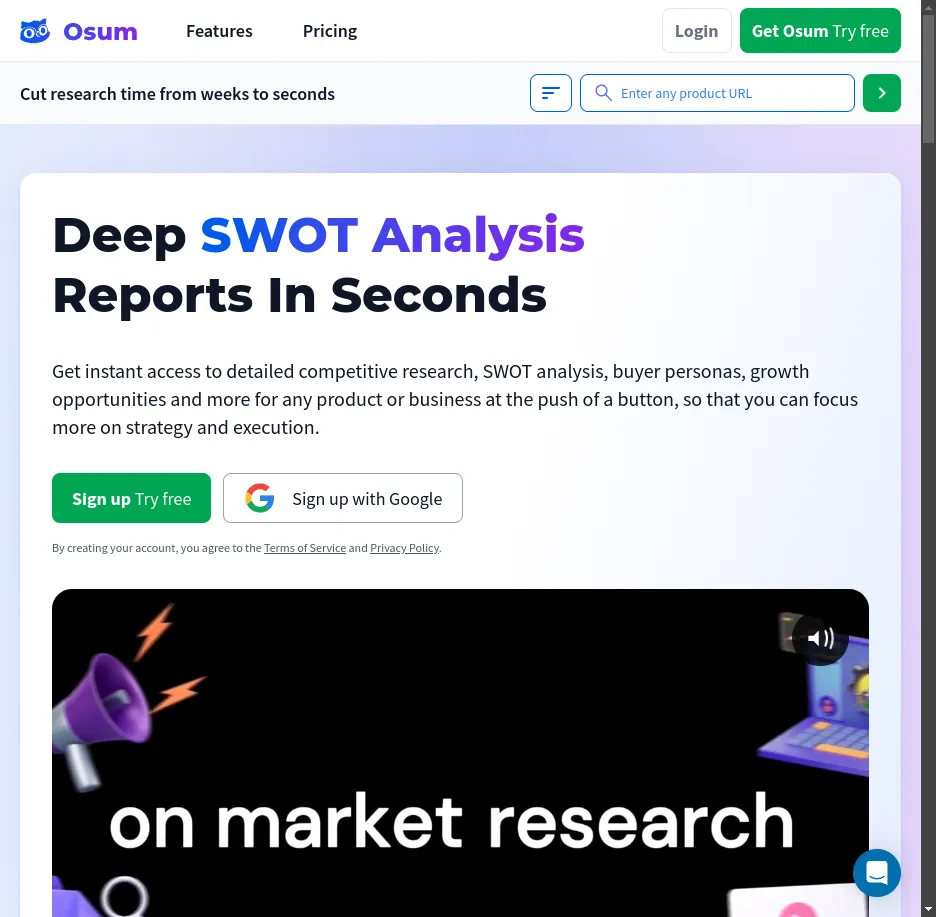 Osum
Features
Pricing
Login
Get Osum Try free
Cut research time from weeks to seconds
Enter any product URL
Deep SWOT Analysis
Reports In Seconds
Get instant access to detailed competitive research, SWOT analysis, buyer personas, growth
opportunities and more for any product or business at the push of a button, so that you can focus
more on strategy and execution.
Sign up Try free
Sign up with Google
By creating your account, you agree to the Terms of Service and Privacy Policy.
on market research